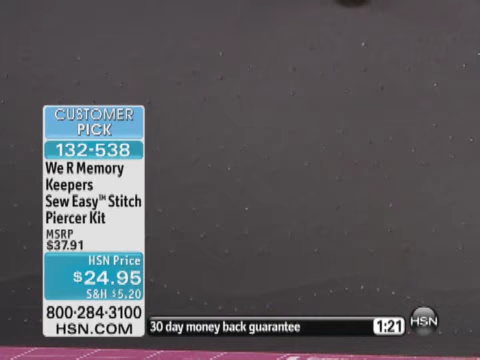 CUSTOMER
PICK
132-538
We R Memory
Keepers
Sew Easy™ Stitch
Piercer Kit
MSRP
$37.91
HSN Price
$24.95
S&H $5.20
800·284·3100
HSN.COM
30 day money back guarantee
1:21
HSN